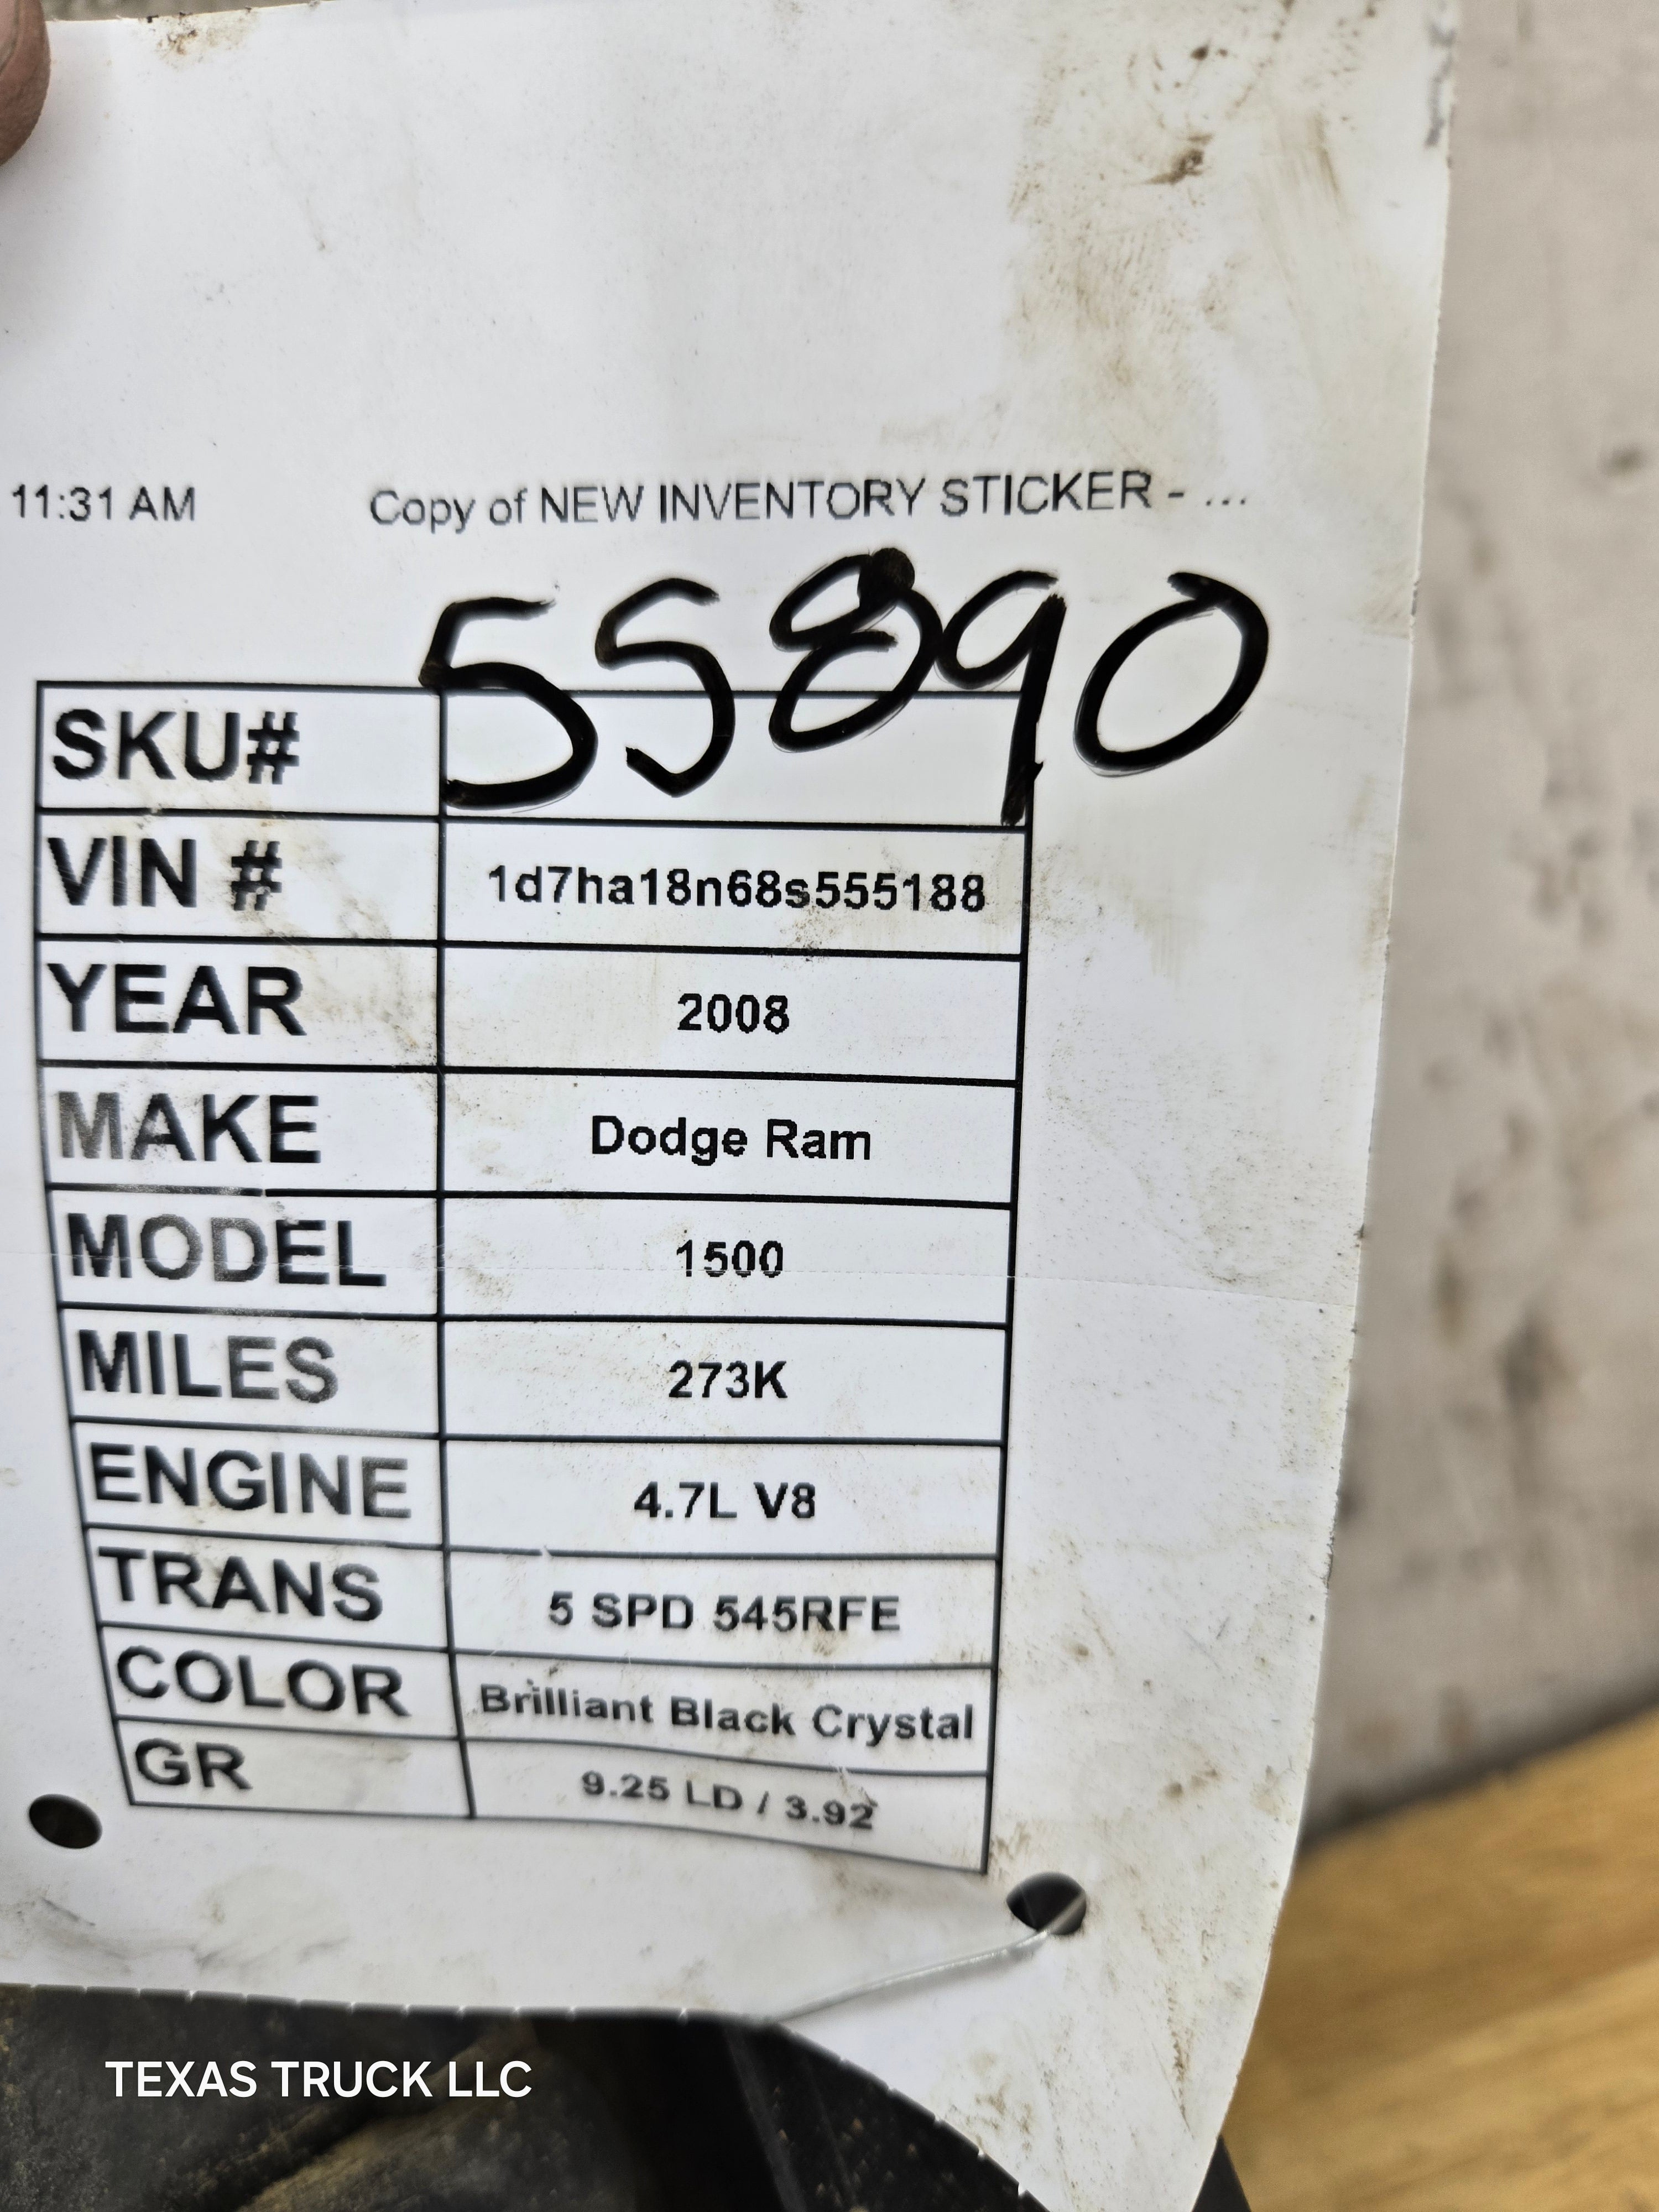 11:31 AM Copy of NEW INVENTORY STICKER - ...
SKU# 55890
VIN # 1d7ha18n68s555188
YEAR 2008
MAKE Dodge Ram
MODEL 1500
MILES 273K
ENGINE 4.7L V8
TRANS 5 SPD 545RFE
COLOR Brilliant Black Crystal
GR 9.25 LD / 3.92
TEXAS TRUCK LLC